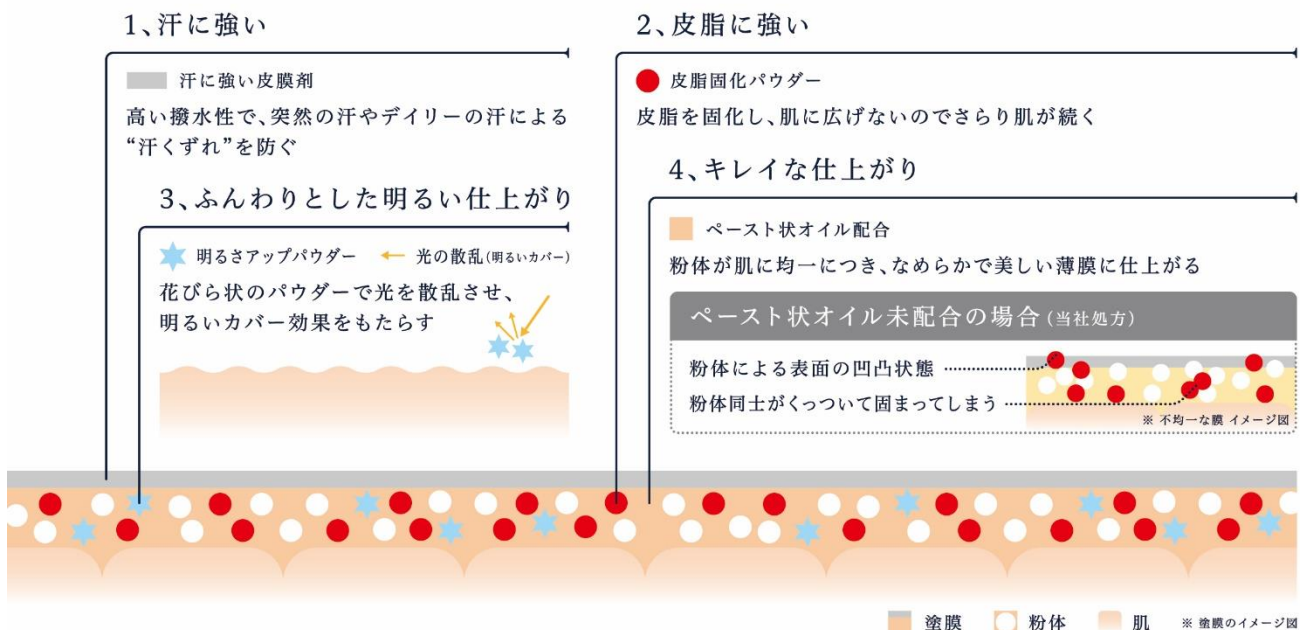 1、汗に強い
汗に強い皮膜剤
高い撥水性で、突然の汗やデイリーの汗による
“汗くずれ”を防ぐ
2、皮脂に強い
皮脂固化パウダー
皮脂を固化し、肌に広げないのでさらり肌が続く
3、ふんわりとした明るい仕上がり
明るさアップパウダー 光の散乱(明るいカバー)
花びら状のパウダーで光を散乱させ、
明るいカバー効果をもたらす
4、キレイな仕上がり
ペースト状オイル配合
粉体が肌に均一につき、なめらかで美しい薄膜に仕上がる
ペースト状オイル未配合の場合(当社処方)
粉体による表面の凹凸状態
粉体同士がくっついて固まってしまう
※ 不均一な膜 イメージ図
塗膜 粉体 肌 ※ 塗膜のイメージ図